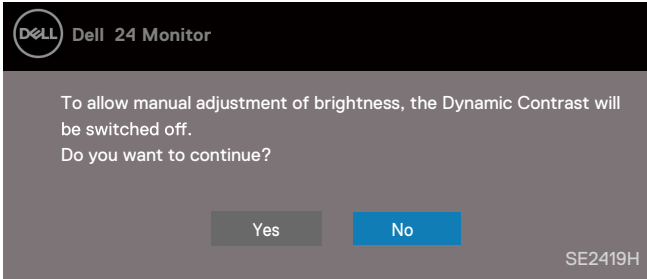 DELL Dell 24 Monitor
To allow manual adjustment of brightness, the Dynamic Contrast will
be switched off.
Do you want to continue?
Yes No
SE2419H